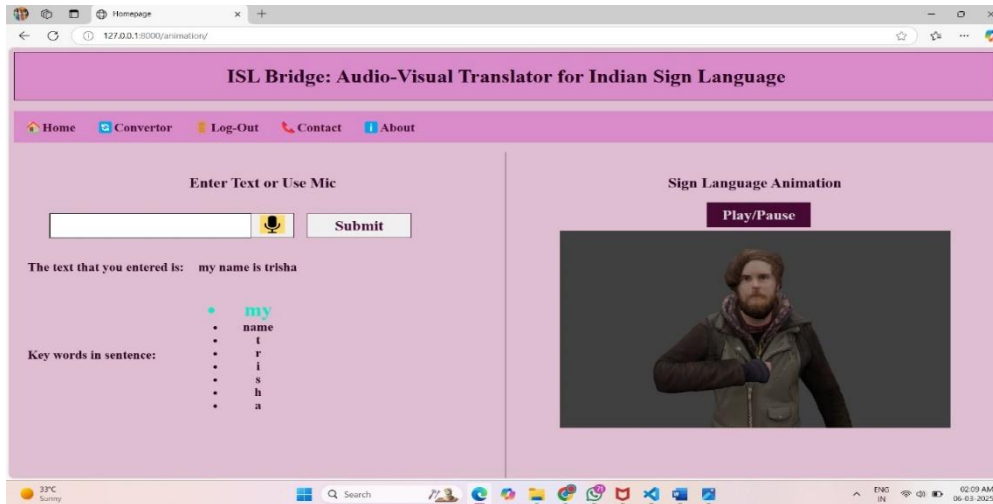 Homepage
127.0.0.1:8000/animation/
ISL Bridge: Audio-Visual Translator for Indian Sign Language
Home Convertor Log-Out Contact About
Enter Text or Use Mic
Submit
The text that you entered is: my name is trisha
Key words in sentence:
my
name
t
r
i
s
h
a
Sign Language Animation
Play/Pause
33°C
Sunny
Search
ENG
IN
02:09 AM
06-03-2025